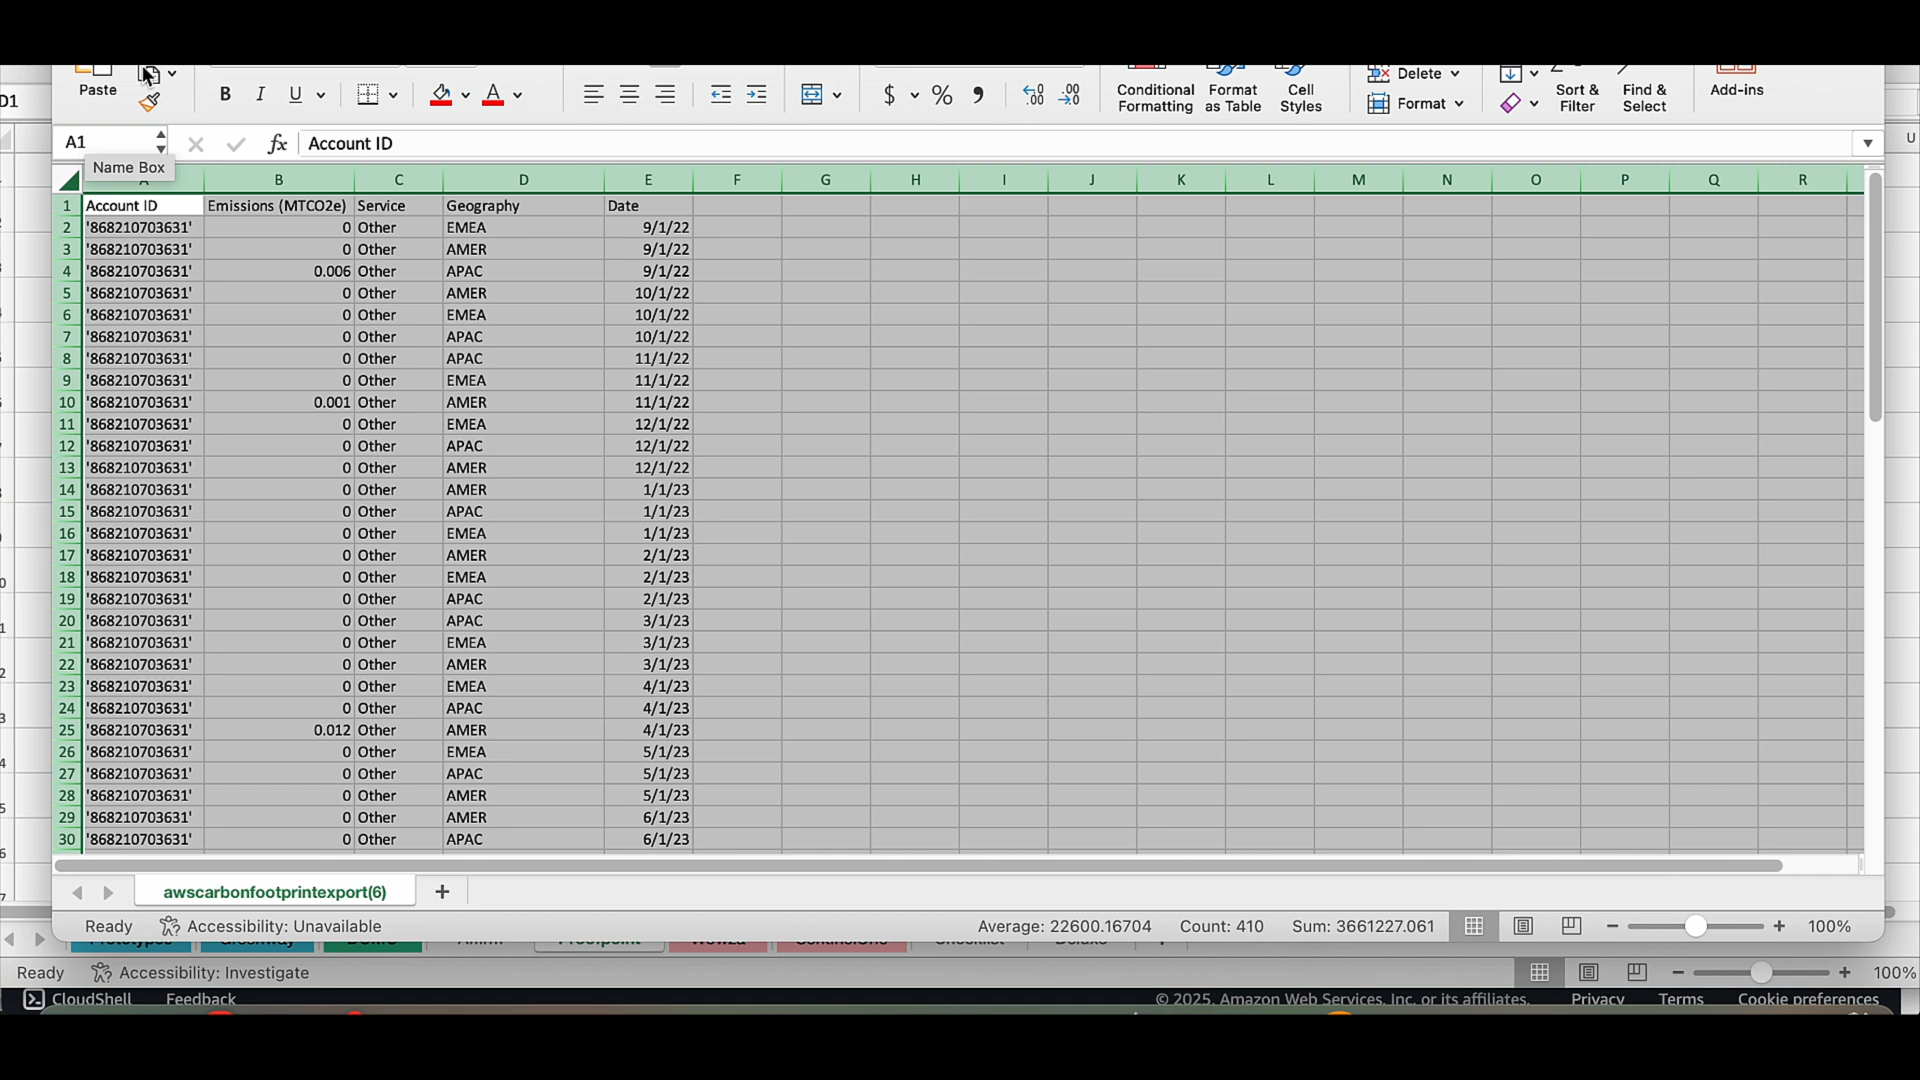 Paste B I U A $ % Conditional Formatting Format as Table Cell Styles Delete Format Sort & Filter Find & Select Add-ins
D1
A1 fx Account ID
Name Box
A B C D E F G H I J K L M N O P Q R U
1 Account ID Emissions (MTCO2e) Service Geography Date
2 '868210703631' 0 Other EMEA 9/1/22
3 '868210703631' 0 Other AMER 9/1/22
4 '868210703631' 0.006 Other APAC 9/1/22
5 '868210703631' 0 Other AMER 10/1/22
6 '868210703631' 0 Other EMEA 10/1/22
7 '868210703631' 0 Other APAC 10/1/22
8 '868210703631' 0 Other APAC 11/1/22
9 '868210703631' 0 Other EMEA 11/1/22
10 '868210703631' 0.001 Other AMER 11/1/22
11 '868210703631' 0 Other EMEA 12/1/22
12 '868210703631' 0 Other APAC 12/1/22
13 '868210703631' 0 Other AMER 12/1/22
14 '868210703631' 0 Other AMER 1/1/23
15 '868210703631' 0 Other APAC 1/1/23
16 '868210703631' 0 Other EMEA 1/1/23
17 '868210703631' 0 Other AMER 2/1/23
18 '868210703631' 0 Other EMEA 2/1/23
19 '868210703631' 0 Other APAC 2/1/23
20 '868210703631' 0 Other APAC 3/1/23
21 '868210703631' 0 Other EMEA 3/1/23
22 '868210703631' 0 Other AMER 3/1/23
23 '868210703631' 0 Other EMEA 4/1/23
24 '868210703631' 0 Other APAC 4/1/23
25 '868210703631' 0.012 Other AMER 4/1/23
26 '868210703631' 0 Other EMEA 5/1/23
27 '868210703631' 0 Other APAC 5/1/23
28 '868210703631' 0 Other AMER 5/1/23
29 '868210703631' 0 Other AMER 6/1/23
30 '868210703631' 0 Other APAC 6/1/23
awscarbonfootprintexport(6)
Ready Accessibility: Unavailable Average: 22600.16704 Count: 410 Sum: 3661227.061 100%
Prototypes Greenway Proofpoint Wowza SentinelOne Checklist Deluxe
Ready Accessibility: Investigate 100%
CloudShell Feedback © 2025, Amazon Web Services, Inc. or its affiliates. Privacy Terms Cookie preferences